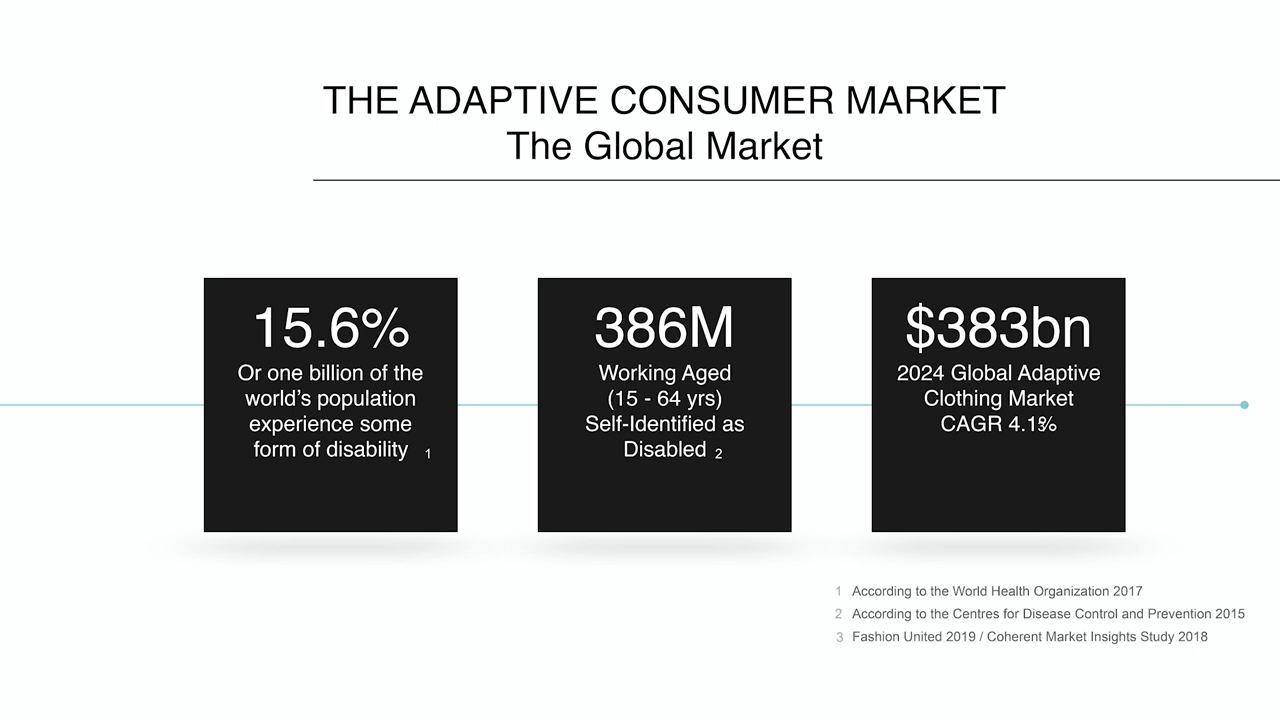 THE ADAPTIVE CONSUMER MARKET
The Global Market
15.6%
Or one billion of the
world’s population
experience some
form of disability 1
386M
Working Aged
(15 - 64 yrs)
Self-Identified as
Disabled 2
$383bn
2024 Global Adaptive
Clothing Market
CAGR 4.1% 3
1 According to the World Health Organization 2017
2 According to the Centres for Disease Control and Prevention 2015
3 Fashion United 2019 / Coherent Market Insights Study 2018